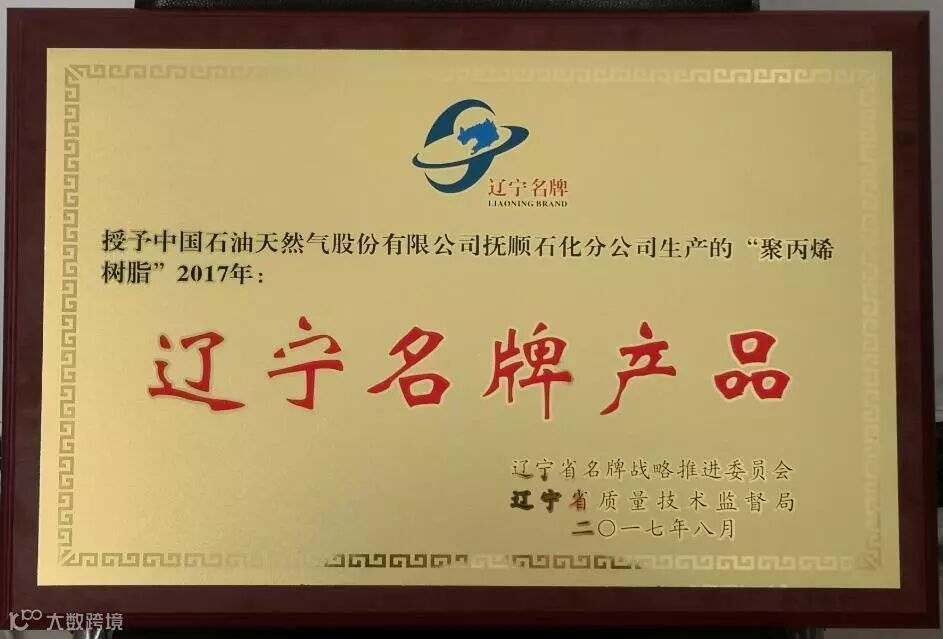 辽宁名牌
LIAONING BRAND
授予中国石油天然气股份有限公司抚顺石化分公司生产的“聚丙烯
树脂”2017年：
辽宁名牌产品
辽宁省名牌战略推进委员会
辽宁省质量技术监督局
二〇一七年八月
大数跨境